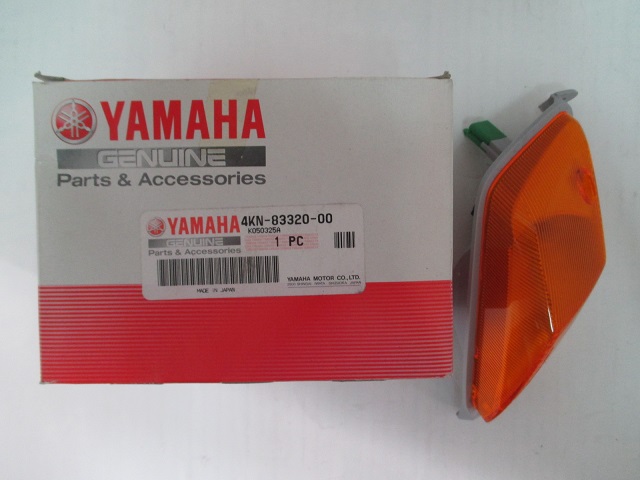 YAMAHA
GENUINE
Parts & Accessories
YAMAHA 4KN-83320-00
GENUINE K050325A
Parts & Accessories 1 PC
YAMAHA MOTOR CO.,LTD.
MADE IN JAPAN